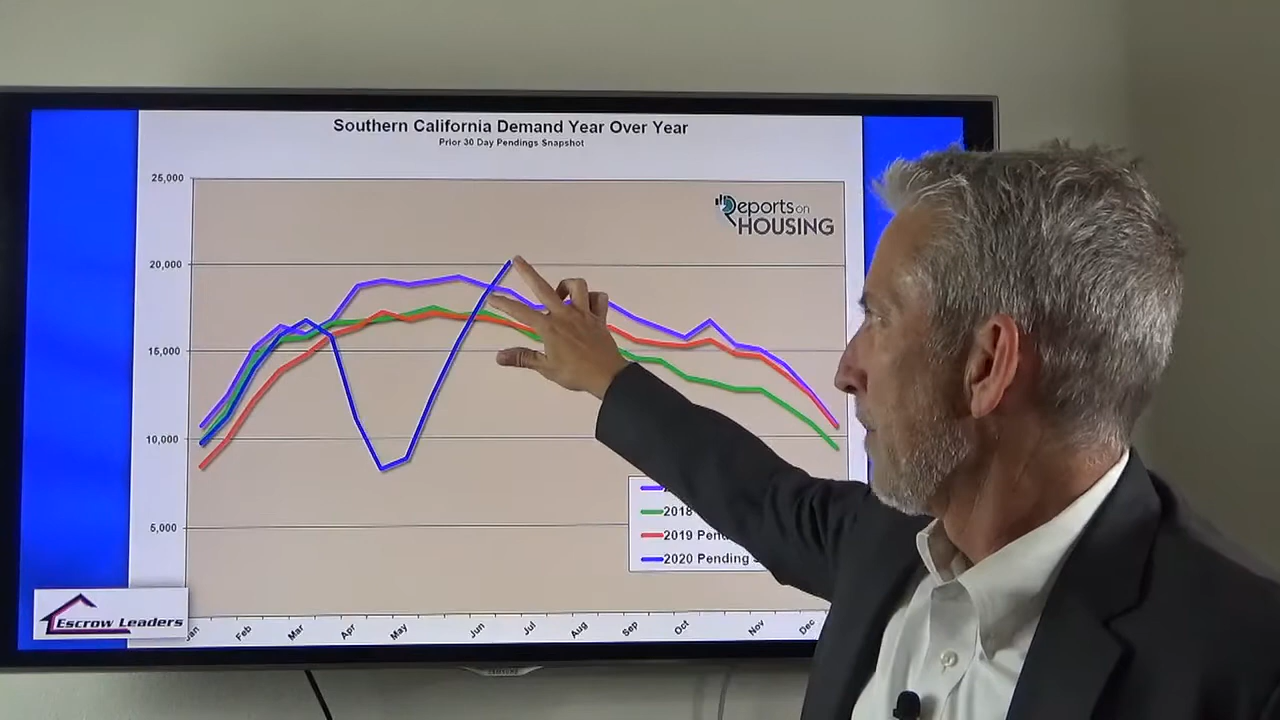 Southern California Demand Year Over Year
Prior 30 Day Pendings Snapshot
25,000
Reports on
HOUSING
20,000
15,000
10,000
5,000
2018
2019
2020 Pending
Escrow Leaders
Feb
Mar
Apr
May
Jun
Jul
Aug
Sep
Oct
Nov
Dec